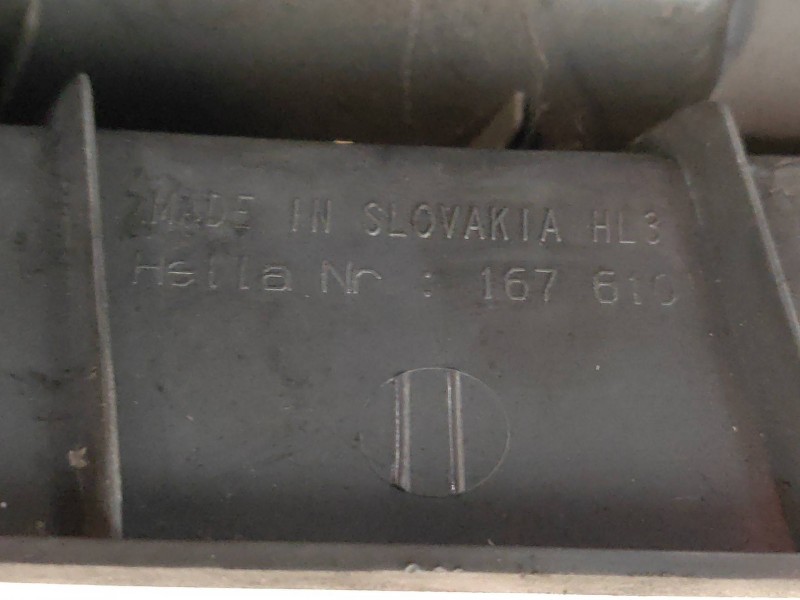 MADE IN SLOVAKIA HL3
Hella Nr : 167 610